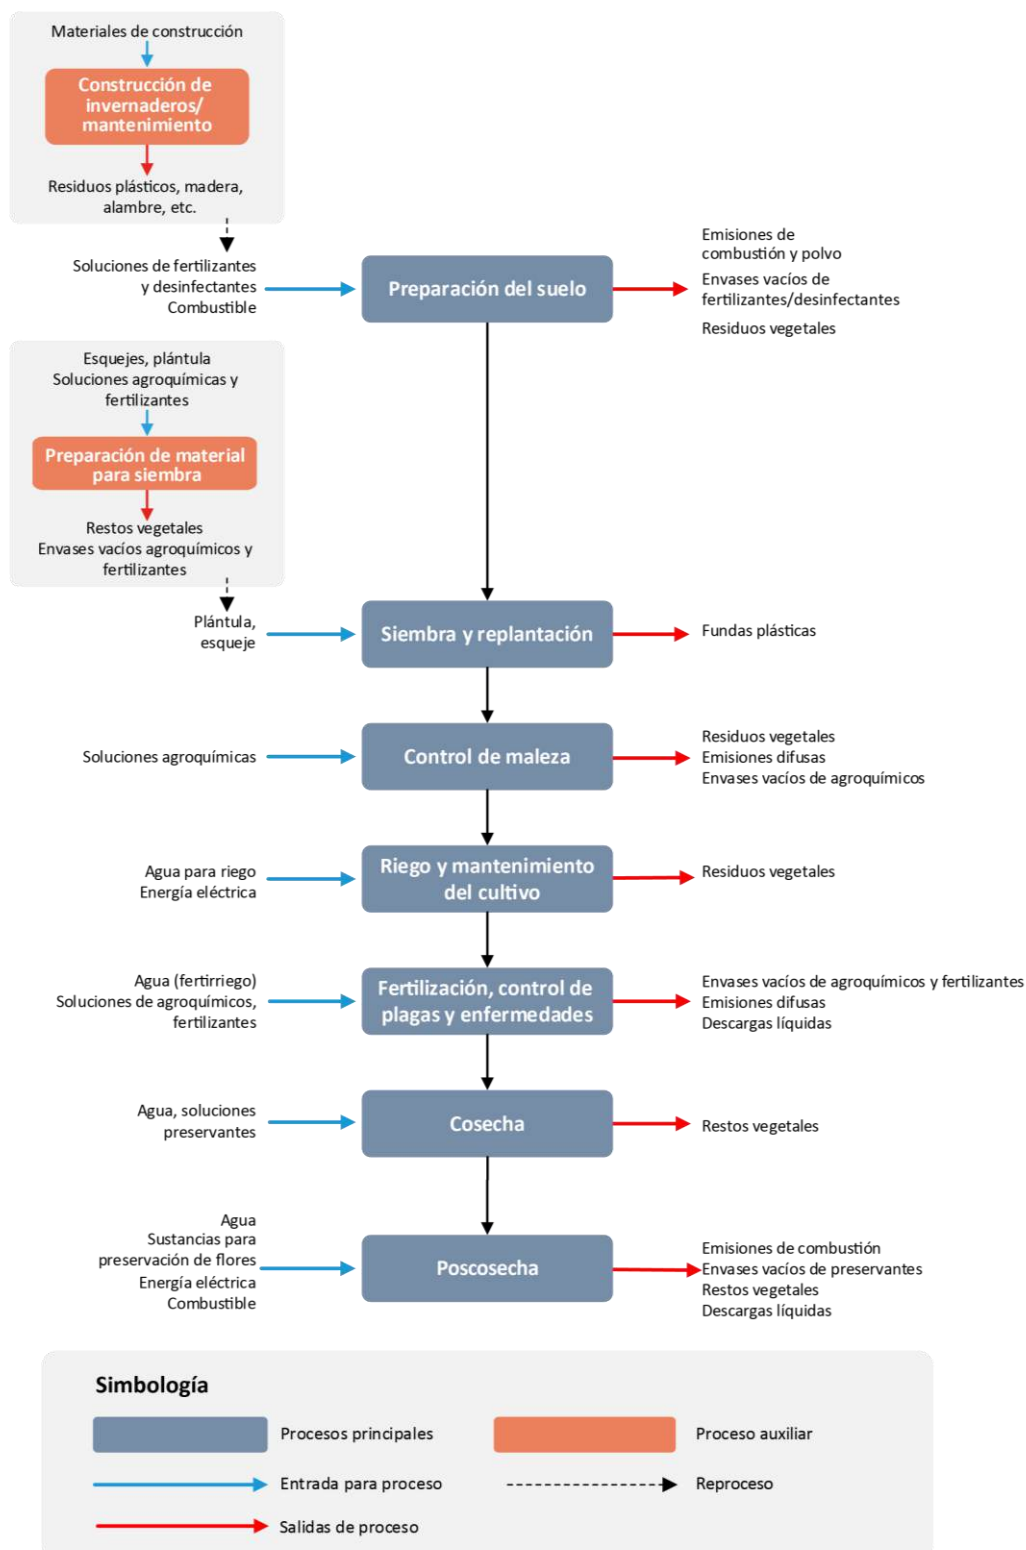 Materiales de construcción
Construcción de
invernaderos/
mantenimiento
Residuos plásticos, madera,
alambre, etc.
Soluciones de fertilizantes
y desinfectantes
Combustible
Preparación del suelo
Emisiones de
combustión y polvo
Envases vacíos de
fertilizantes/desinfectantes
Residuos vegetales
Esquejes, plántula
Soluciones agroquímicas y
fertilizantes
Preparación de material
para siembra
Restos vegetales
Envases vacíos agroquímicos y
fertilizantes
Plántula,
esqueje
Siembra y replantación
Fundas plásticas
Soluciones agroquímicas
Control de maleza
Residuos vegetales
Emisiones difusas
Envases vacíos de agroquímicos
Agua para riego
Energía eléctrica
Riego y mantenimiento
del cultivo
Residuos vegetales
Agua (fertirriego)
Soluciones de agroquímicos,
fertilizantes
Fertilización, control de
plagas y enfermedades
Envases vacíos de agroquímicos y fertilizantes
Emisiones difusas
Descargas líquidas
Agua, soluciones
preservantes
Cosecha
Restos vegetales
Agua
Sustancias para
preservación de flores
Energía eléctrica
Combustible
Poscosecha
Emisiones de combustión
Envases vacíos de preservantes
Restos vegetales
Descargas líquidas
Simbología
Procesos principales
Proceso auxiliar
Entrada para proceso
Reproceso
Salidas de proceso